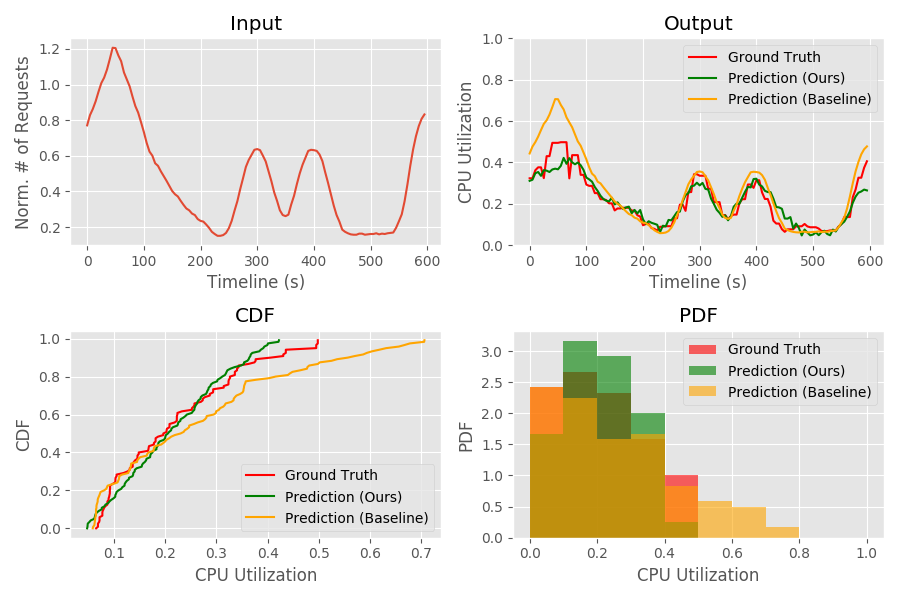 Input
Norm. # of Requests
1.2
1.0
0.8
0.6
0.4
0.2
0 100 200 300 400 500 600
Timeline (s)
Output
CPU Utilization
1.0
0.8
0.6
0.4
0.2
0.0
Ground Truth
Prediction (Ours)
Prediction (Baseline)
0 100 200 300 400 500 600
Timeline (s)
CDF
CDF
1.0
0.8
0.6
0.4
0.2
0.0
Ground Truth
Prediction (Ours)
Prediction (Baseline)
0.1 0.2 0.3 0.4 0.5 0.6 0.7
CPU Utilization
PDF
PDF
3.0
2.5
2.0
1.5
1.0
0.5
0.0
Ground Truth
Prediction (Ours)
Prediction (Baseline)
0.0 0.2 0.4 0.6 0.8 1.0
CPU Utilization